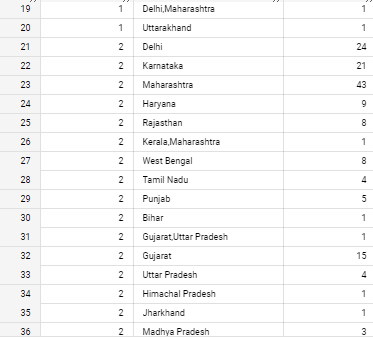 19 1 Delhi,Maharashtra 1
20 1 Uttarakhand 1
21 2 Delhi 24
22 2 Karnataka 21
23 2 Maharashtra 43
24 2 Haryana 9
25 2 Rajasthan 8
26 2 Kerala,Maharashtra 1
27 2 West Bengal 8
28 2 Tamil Nadu 4
29 2 Punjab 5
30 2 Bihar 1
31 2 Gujarat,Uttar Pradesh 1
32 2 Gujarat 15
33 2 Uttar Pradesh 4
34 2 Himachal Pradesh 1
35 2 Jharkhand 1
36 2 Madhya Pradesh 3